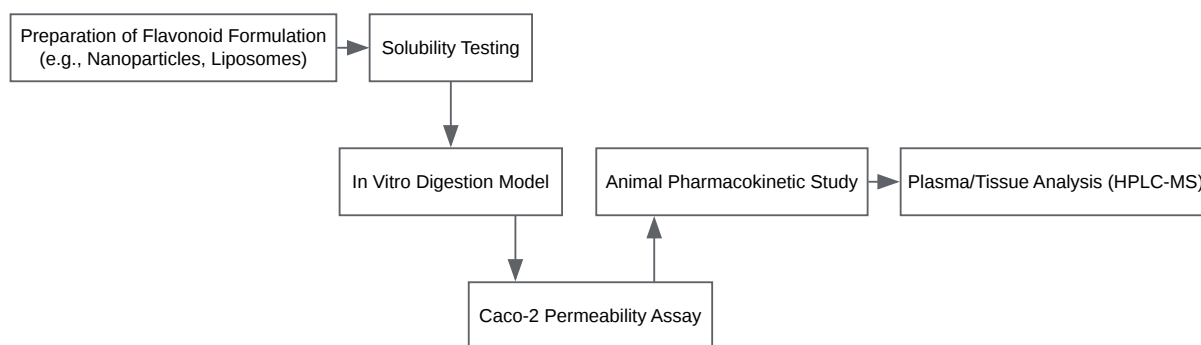 Preparation of Flavonoid Formulation
(e.g., Nanoparticles, Liposomes)
Solubility Testing
In Vitro Digestion Model
Animal Pharmacokinetic Study
Plasma/Tissue Analysis (HPLC-MS)
Caco-2 Permeability Assay